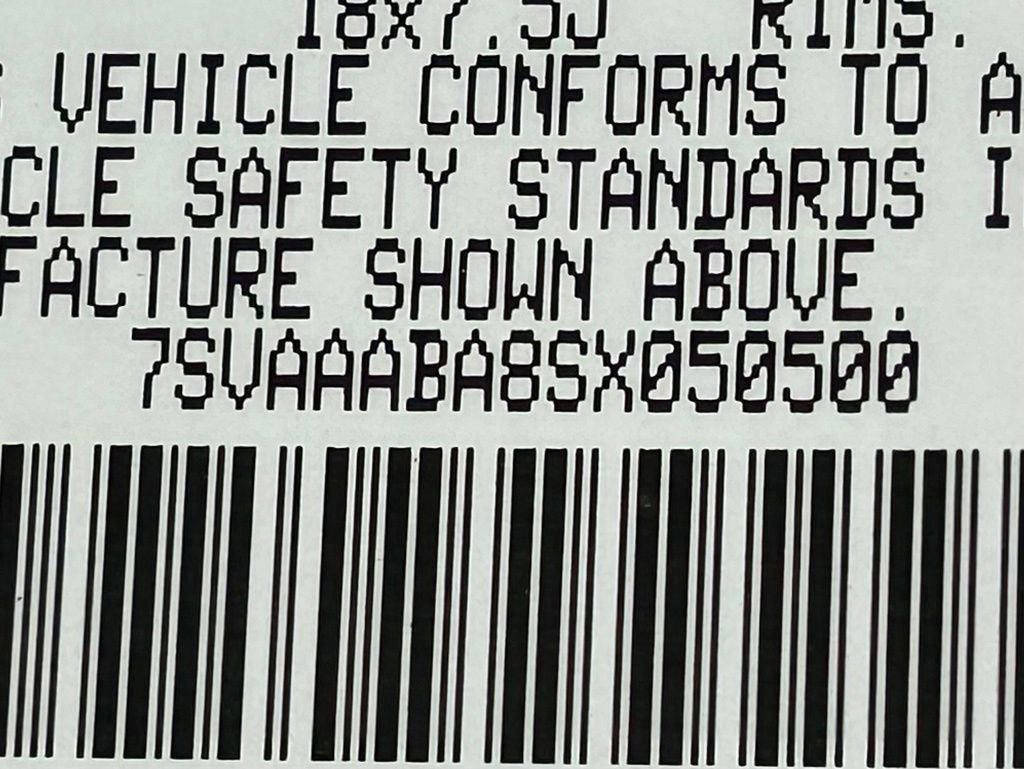 18x7.5J RIMS.
VEHICLE CONFORMS TO A
CLE SAFETY STANDARDS I
FACTURE SHOWN ABOVE.
7SVAAABA8SX050500